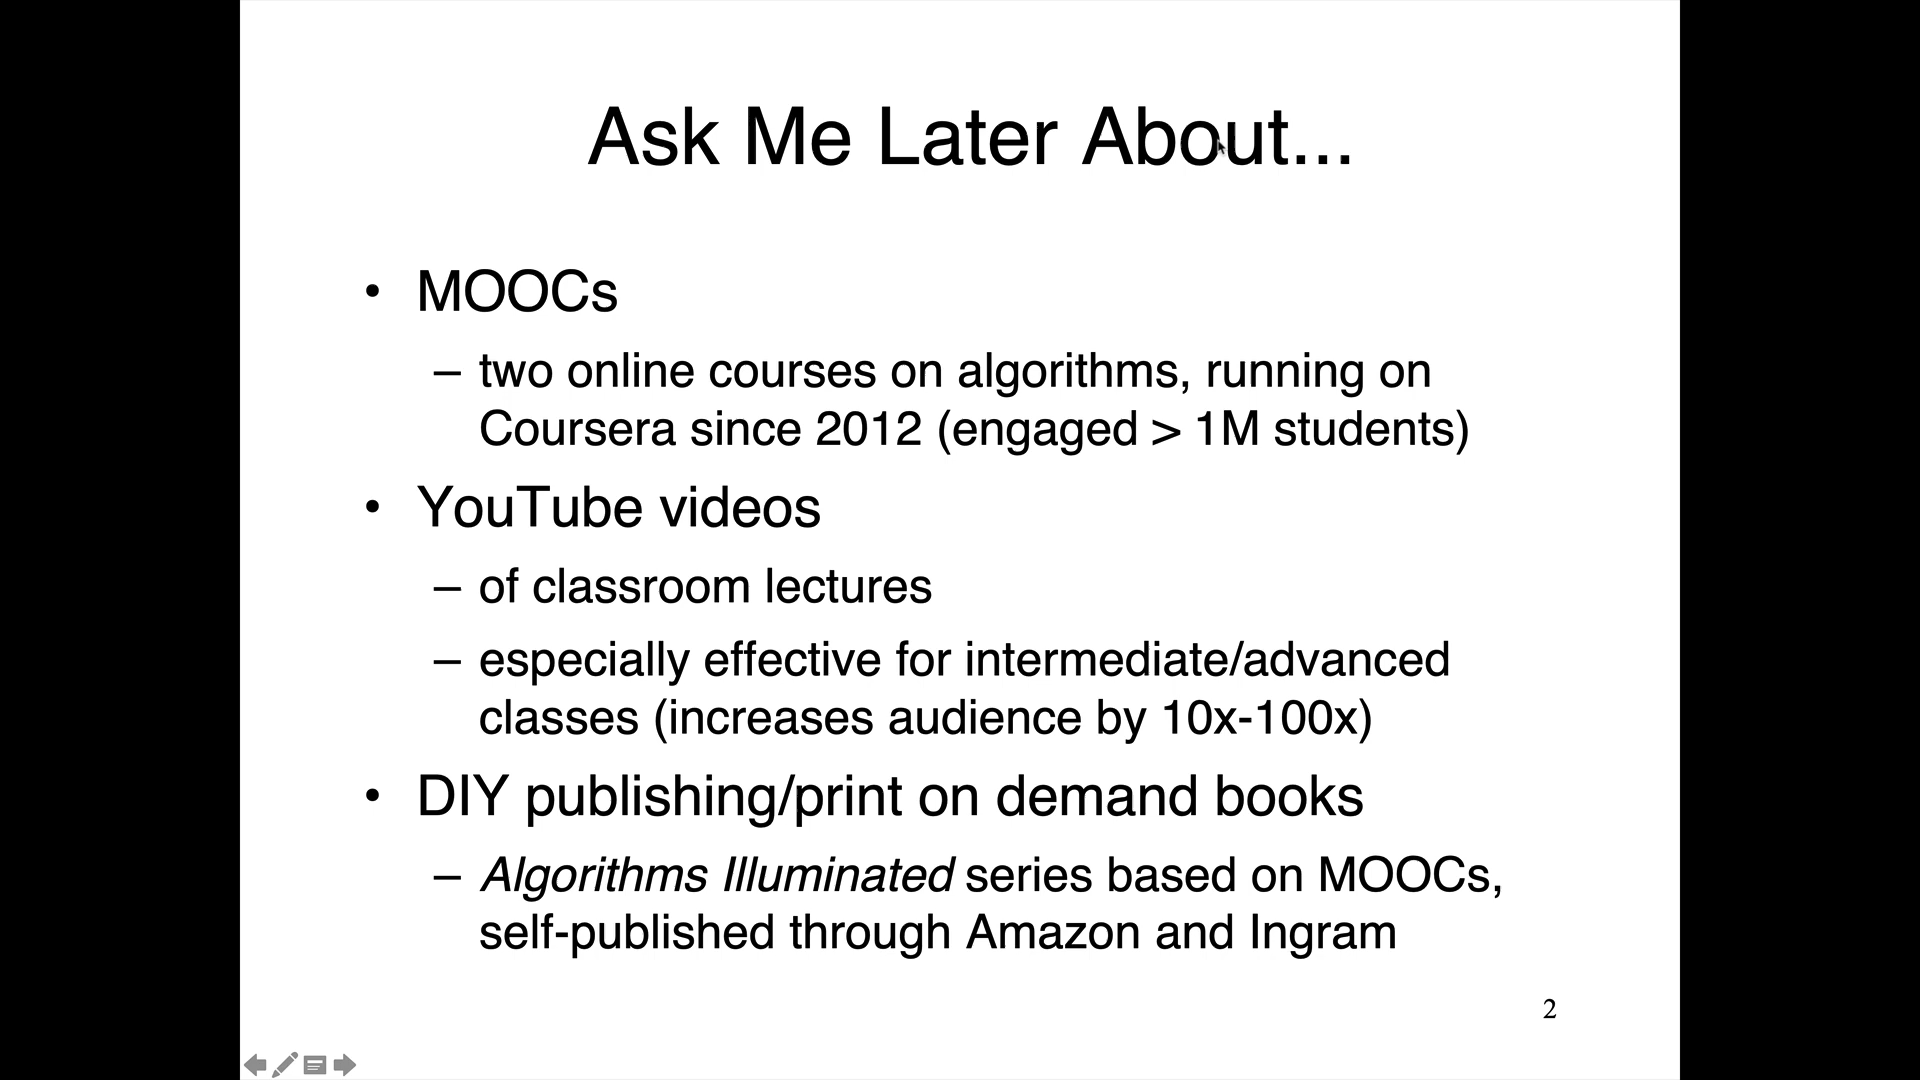 Ask Me Later About...
• MOOCs
– two online courses on algorithms, running on
Coursera since 2012 (engaged > 1M students)
• YouTube videos
– of classroom lectures
– especially effective for intermediate/advanced
classes (increases audience by 10x-100x)
• DIY publishing/print on demand books
– Algorithms Illuminated series based on MOOCs,
self-published through Amazon and Ingram
2